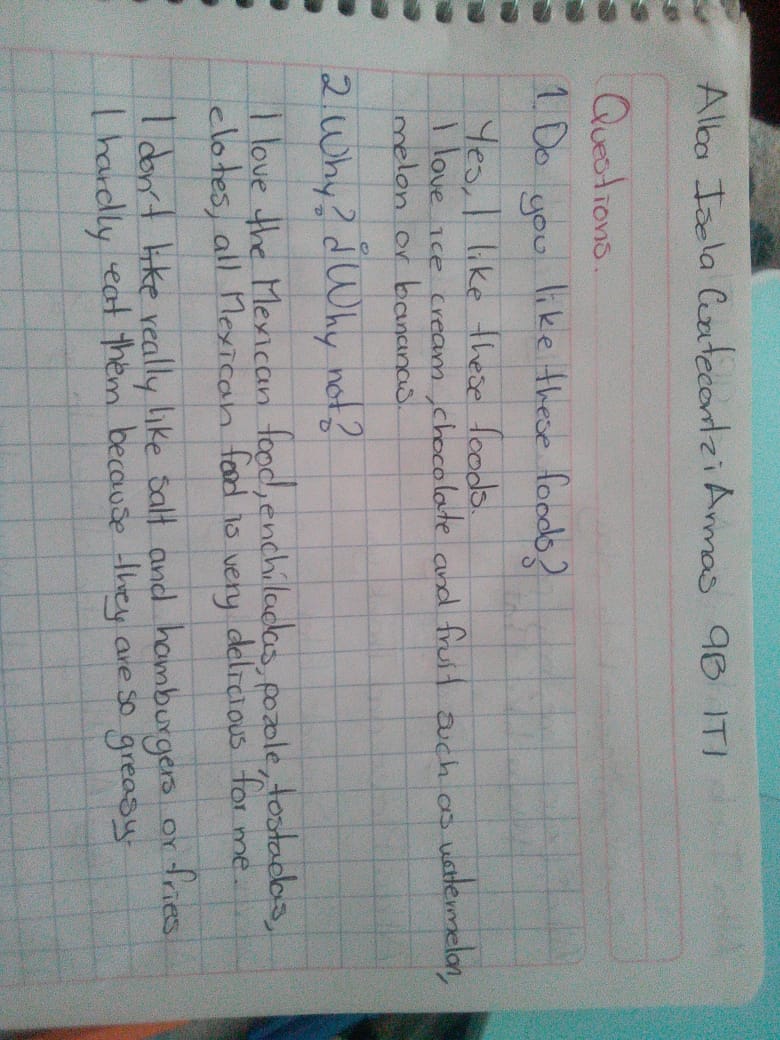 Alba Isela Cuatecontzi Armas 9B ITI
Questions.
1. Do you like these foods?
Yes, I like these foods.
I love ice cream, chocolate and fruit such as watermelon,
melon or bananas.
2. Why? ¿Why not?
I love the Mexican food, enchiladas, pozole, tostadas,
elotes, all Mexican food is very delicious for me.
I don't like really like salt and hamburgers or fries
I hardly eat them because they are so greasy.